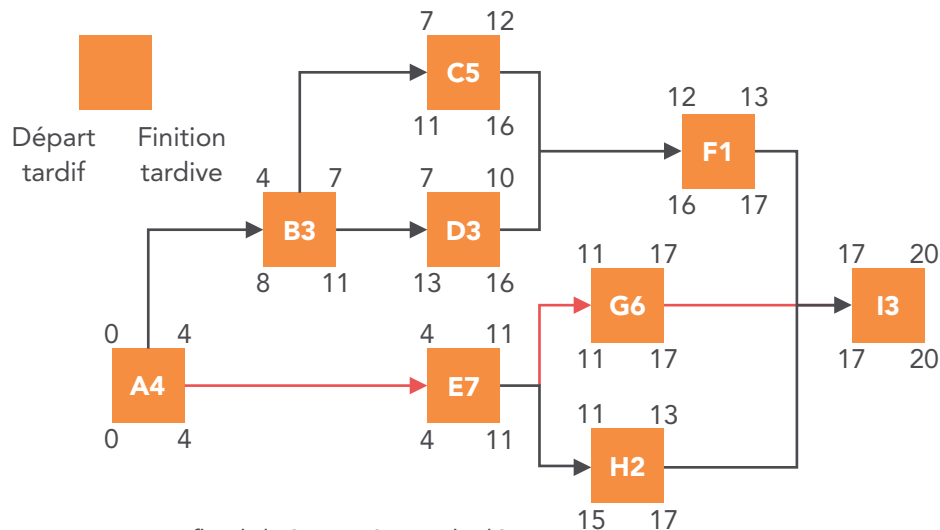 7 12
C5
11 16
Départ tardif
Finition tardive
12 13
F1
16 17
4 7
B3
8 11
7 10
D3
13 16
11 17
G6
11 17
17 20
I3
17 20
0 4
A4
0 4
4 11
E7
4 11
11 13
H2
15 17